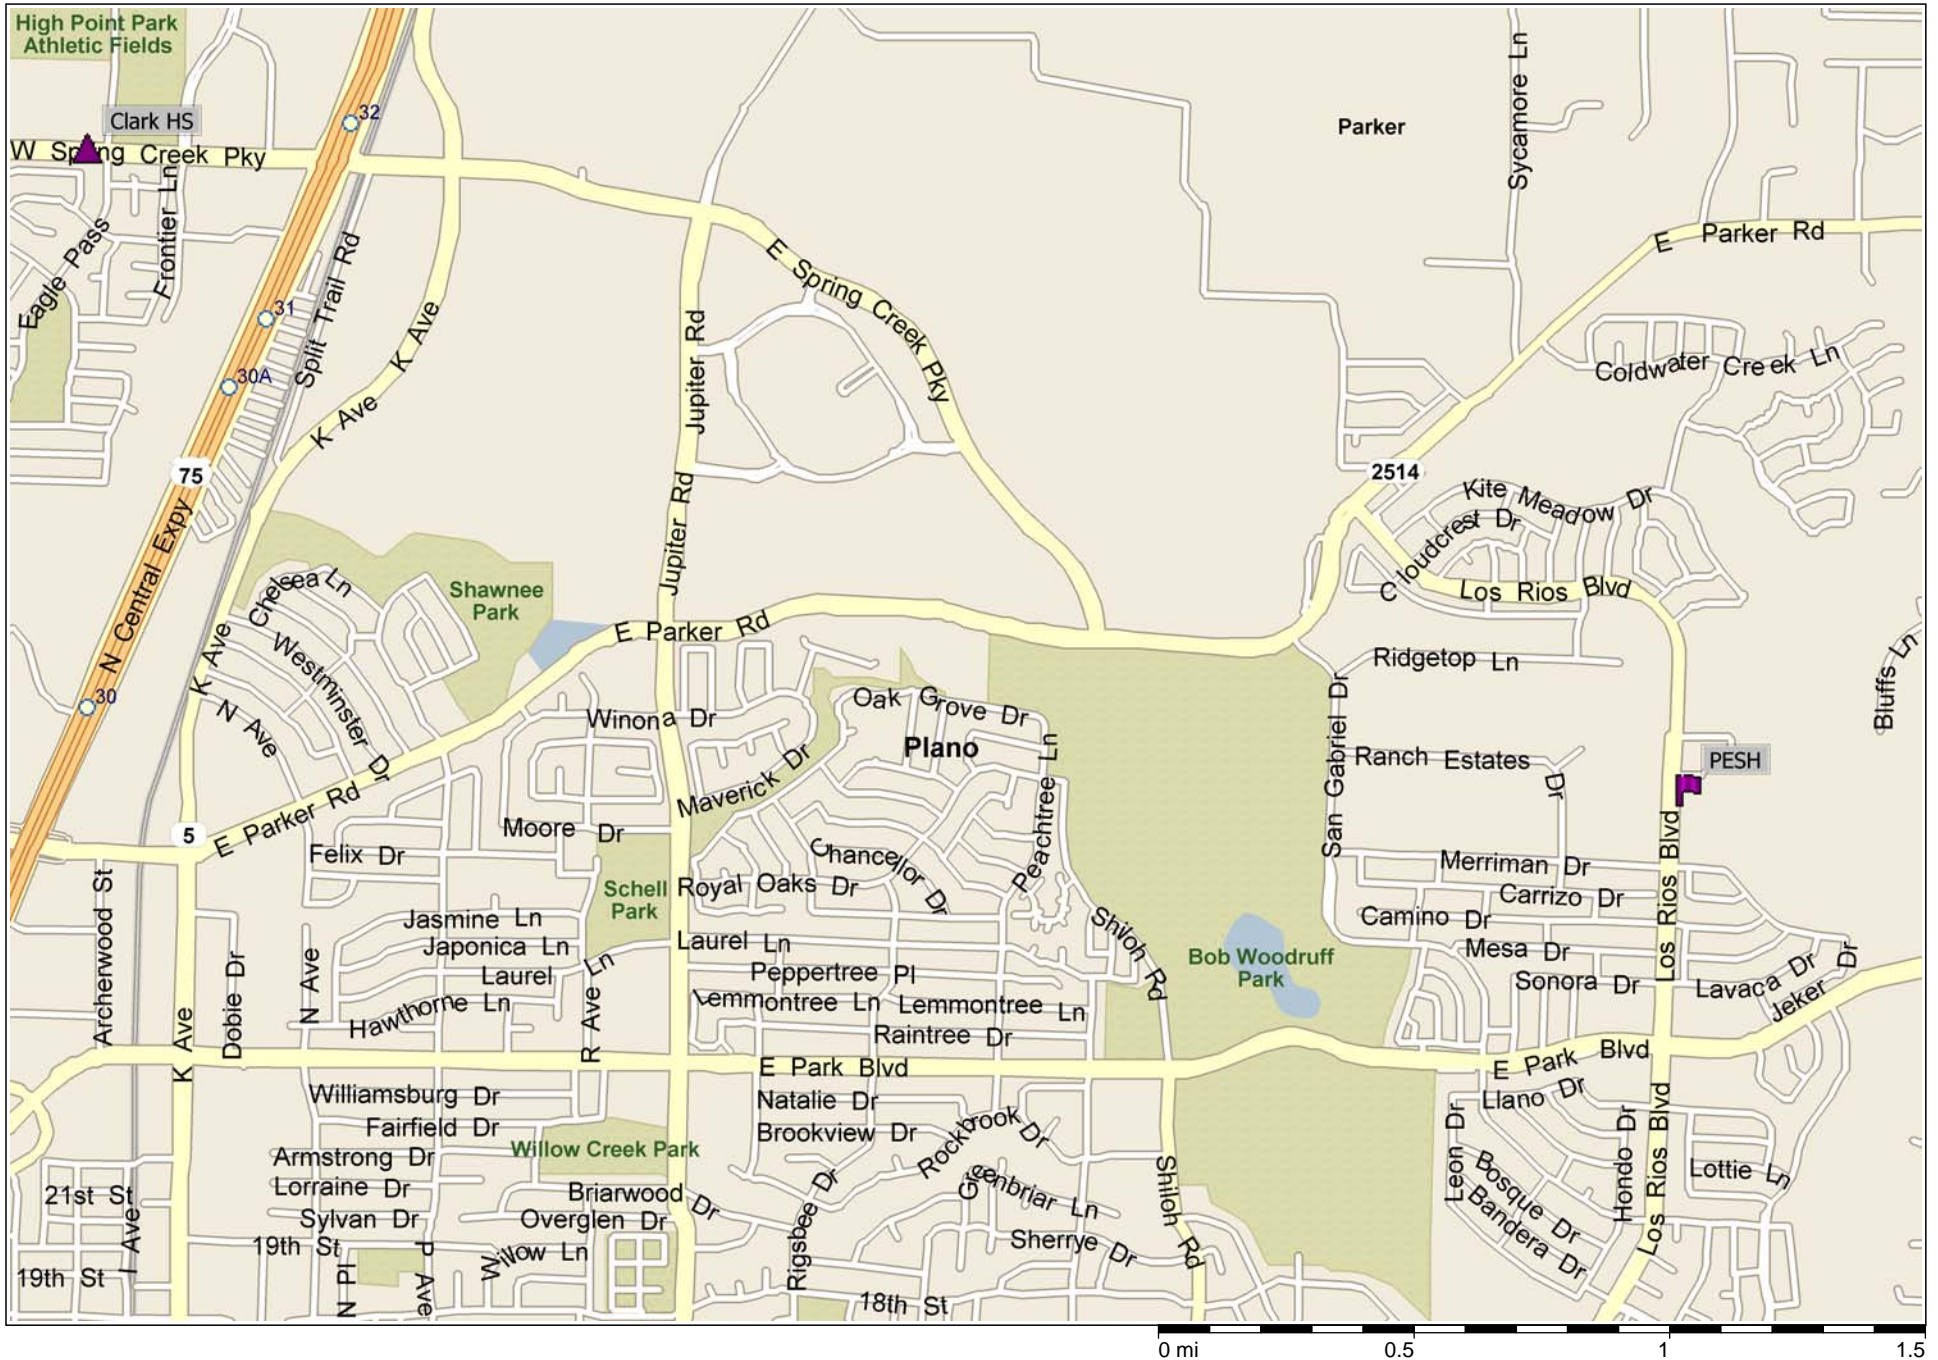 High Point Park
Athletic Fields
Clark HS
32
W Spring Creek Pky
Frontier Ln
Eagle Pass
Split Trail Rd
31
30A
K Ave
K Ave
75
N Central Expy
30
Sycamore Ln
Parker
E Parker Rd
E Spring Creek Pky
Jupiter Rd
Jupiter Rd
Coldwater Creek Ln
2514
Kite Meadow Dr
Cloudcrest Dr
Los Rios Blvd
Shawnee
Park
Chelsea Ln
Westminster Dr
K Ave
N Ave
E Parker Rd
Ridgetop Ln
Bluffs Ln
Winona Dr
Oak Grove Dr
Plano
Maverick Dr
Peachtree Ln
San Gabriel Dr
Ranch Estates Dr
PESH
5
E Parker Rd
Moore Dr
Felix Dr
Chancellor Dr
Merriman Dr
Los Rios Blvd
Archerwood St
Schell
Park
Royal Oaks Dr
Carrizo Dr
Jasmine Ln
Camino Dr
Shiloh Rd
Japonica Ln
Laurel Ln
Mesa Dr
Los Rios Blvd
Bob Woodruff
Park
Laurel Ln
Peppertree Pl
Sonora Dr
Lavaca Dr
Jeker Dr
Dobie Dr
N Ave
Hawthorne Ln
R Ave
Lemmontree Ln
Lemmontree Ln
Raintree Dr
K Ave
E Park Blvd
E Park Blvd
Williamsburg Dr
Natalie Dr
Llano Dr
Fairfield Dr
Brookview Dr
Rockbrook Dr
Willow Creek Park
Armstrong Dr
Leon Dr
Hondo Dr
Los Rios Blvd
Lorraine Dr
21st St
I Ave
Briarwood Dr
Rigsbee Dr
Greenbriar Ln
Shiloh Rd
Bosque Dr
Bandera Dr
Lottie Ln
Sylvan Dr
Overglen Dr
19th St
Willow Ln
Sherrye Dr
19th St
N Pl
P Ave
18th St
0 mi
0.5
1
1.5